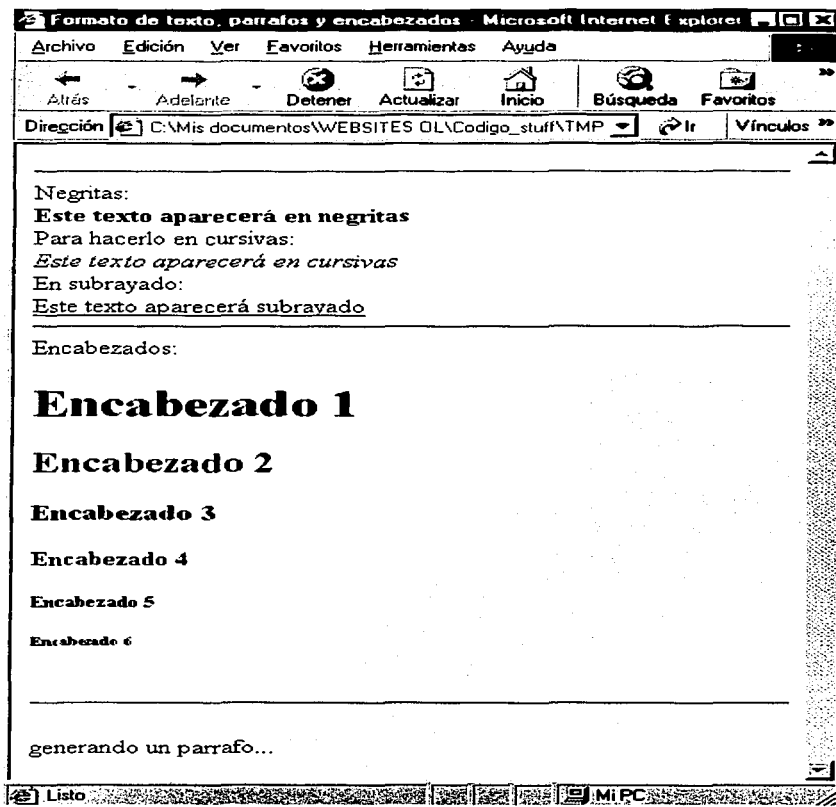 Formato de texto, parrafos y encabezados - Microsoft Internet Explorer
Archivo Edición Ver Favoritos Herramientas Ayuda
Atrás Adelante Detener Actualizar Inicio Búsqueda Favoritos
Dirección C:\Mis documentos\WEBSITES OL\Codigo_stuff\TMP Ir Vínculos
Negritas:
Este texto aparecerá en negritas
Para hacerlo en cursivas:
Este texto aparecerá en cursivas
En subrayado:
Este texto aparecerá subrayado
Encabezados:
Encabezado 1
Encabezado 2
Encabezado 3
Encabezado 4
Encabezado 5
Encabezado 6
generando un parrafo...
Listo Mi PC